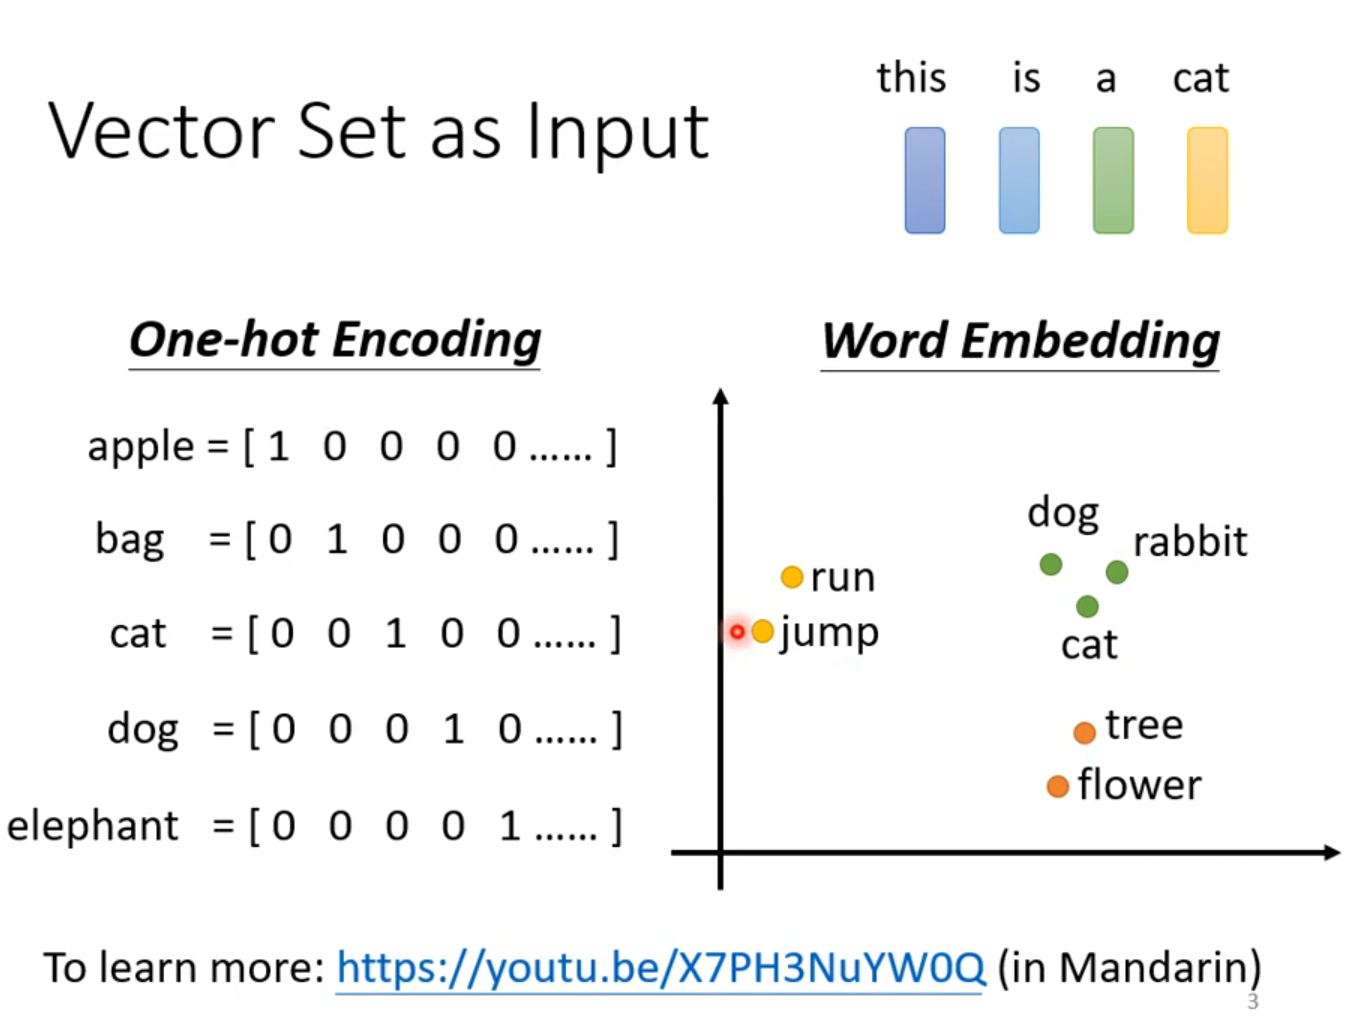 this is a cat
Vector Set as Input
One-hot Encoding
apple = [ 1 0 0 0 0 …… ]
bag = [ 0 1 0 0 0 …… ]
cat = [ 0 0 1 0 0 …… ]
dog = [ 0 0 0 1 0 …… ]
elephant = [ 0 0 0 0 1 …… ]
Word Embedding
dog
rabbit
run
jump
cat
tree
flower
To learn more: https://youtu.be/X7PH3NuYW0Q (in Mandarin)
3